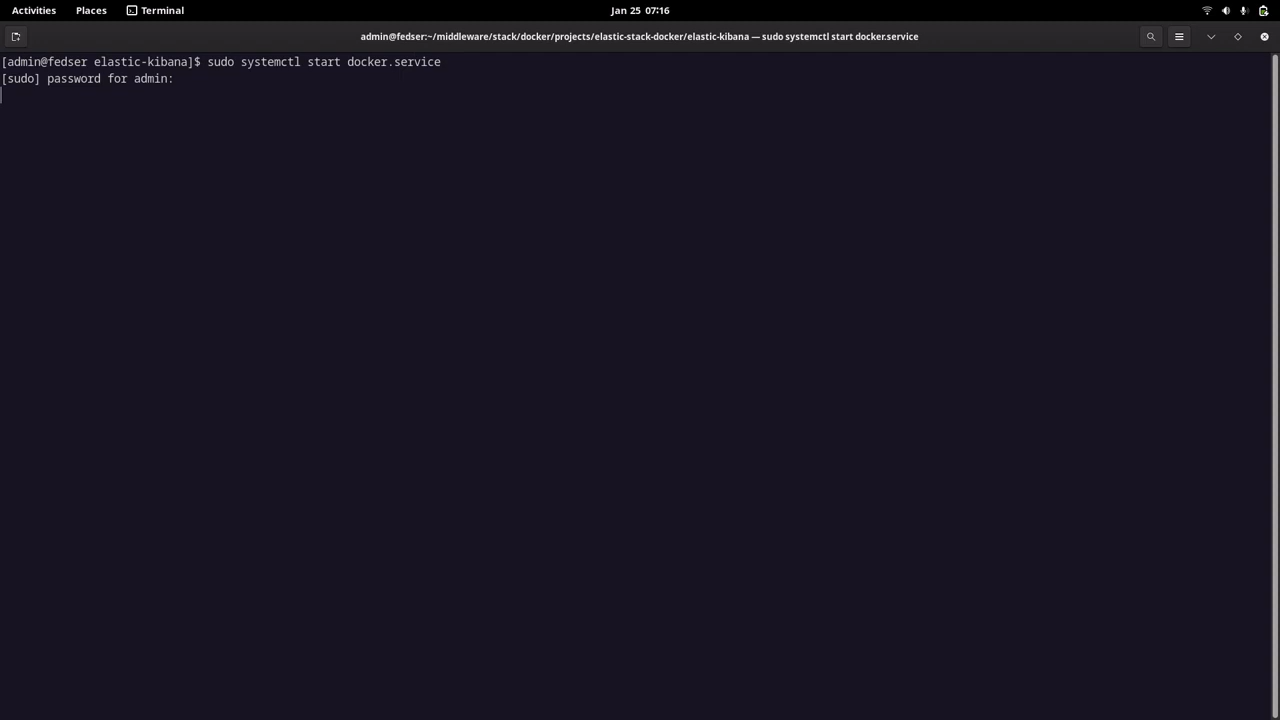 Activities Places Terminal Jan 25 07:16
admin@fedser:~/middleware/stack/docker/projects/elastic-stack-docker/elastic-kibana — sudo systemctl start docker.service
[admin@fedser elastic-kibana]$ sudo systemctl start docker.service
[sudo] password for admin: